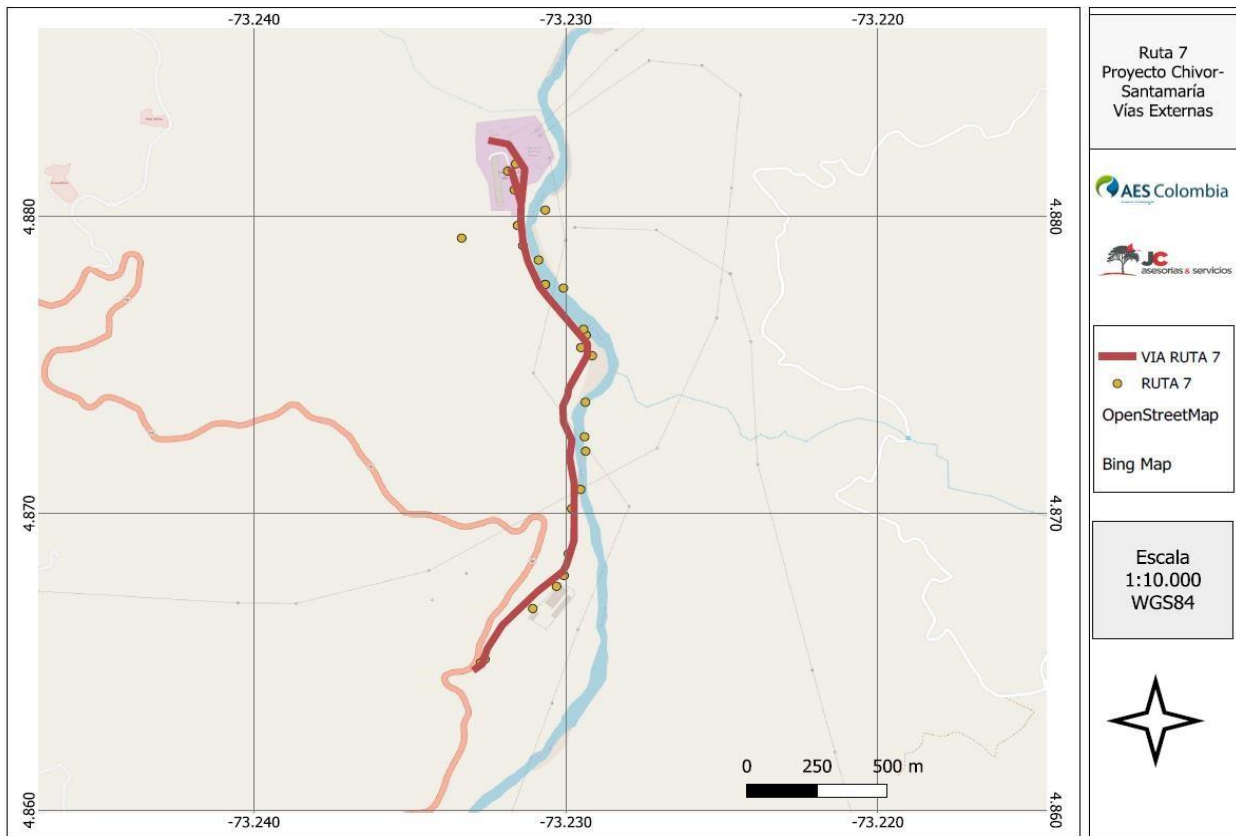 -73.240
-73.230
-73.220
4.880
4.880
4.870
4.870
4.860
4.860
-73.240
-73.230
-73.220
0 250 500 m
Ruta 7
Proyecto Chivor-
Santamaría
Vías Externas
AES Colombia
JC
asesorías & servicios
VIA RUTA 7
RUTA 7
OpenStreetMap
Bing Map
Escala
1:10.000
WGS84